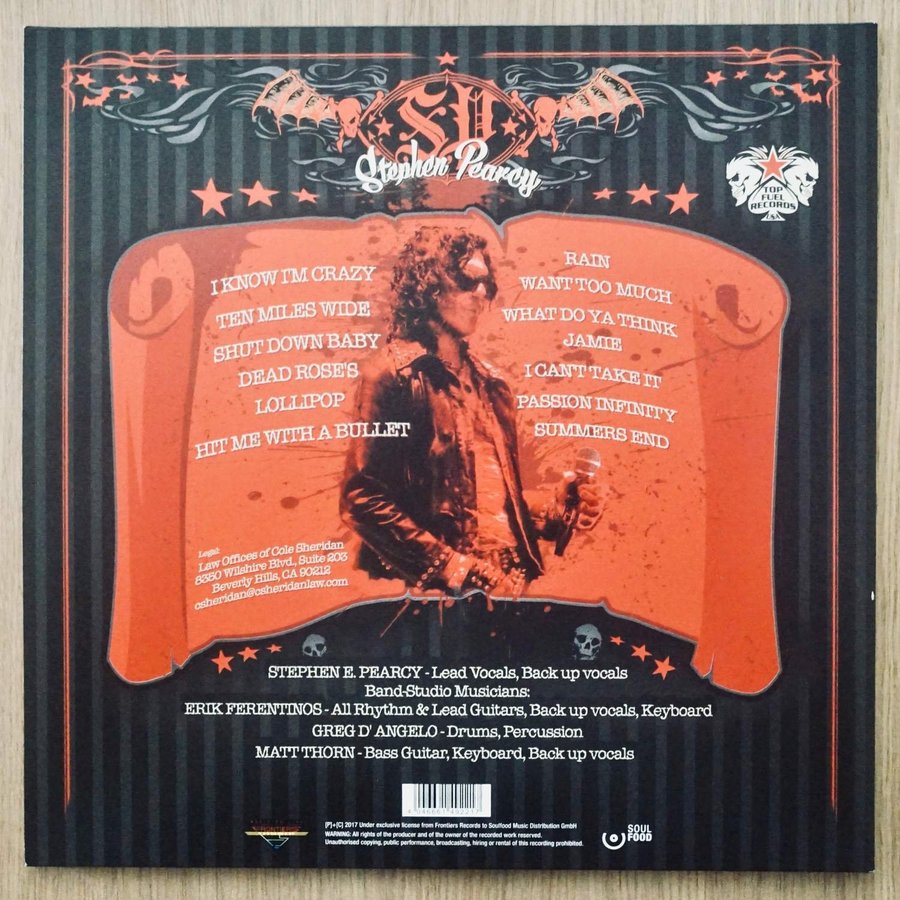 SP
Stephen Pearcy
TOP
FUEL
RECORDS
USA
I KNOW I'M CRAZY
TEN MILES WIDE
SHUT DOWN BABY
DEAD ROSE'S
LOLLIPOP
HIT ME WITH A BULLET
RAIN
WANT TOO MUCH
WHAT DO YA THINK
JAMIE
I CAN'T TAKE IT
PASSION INFINITY
SUMMERS END
Legal:
Law Offices of Cole Sheridan
8350 Wilshire Blvd., Suite 203
Beverly Hills, CA 90212
csheridan@csheridanlaw.com
STEPHEN E. PEARCY - Lead Vocals, Back up vocals
Band-Studio Musicians:
ERIK FERENTINOS - All Rhythm & Lead Guitars, Back up vocals, Keyboard
GREG D' ANGELO - Drums, Percussion
MATT THORN - Bass Guitar, Keyboard, Back up vocals
4 046661 492217
FRONTIERS
[P]+[C] 2017 Under exclusive license from Frontiers Records to Soulfood Music Distribution GmbH
WARNING: All rights of the producer and of the owner of the recorded work reserved.
Unauthorised copying, public performance, broadcasting, hiring or rental of this recording prohibited.
SOUL
FOOD